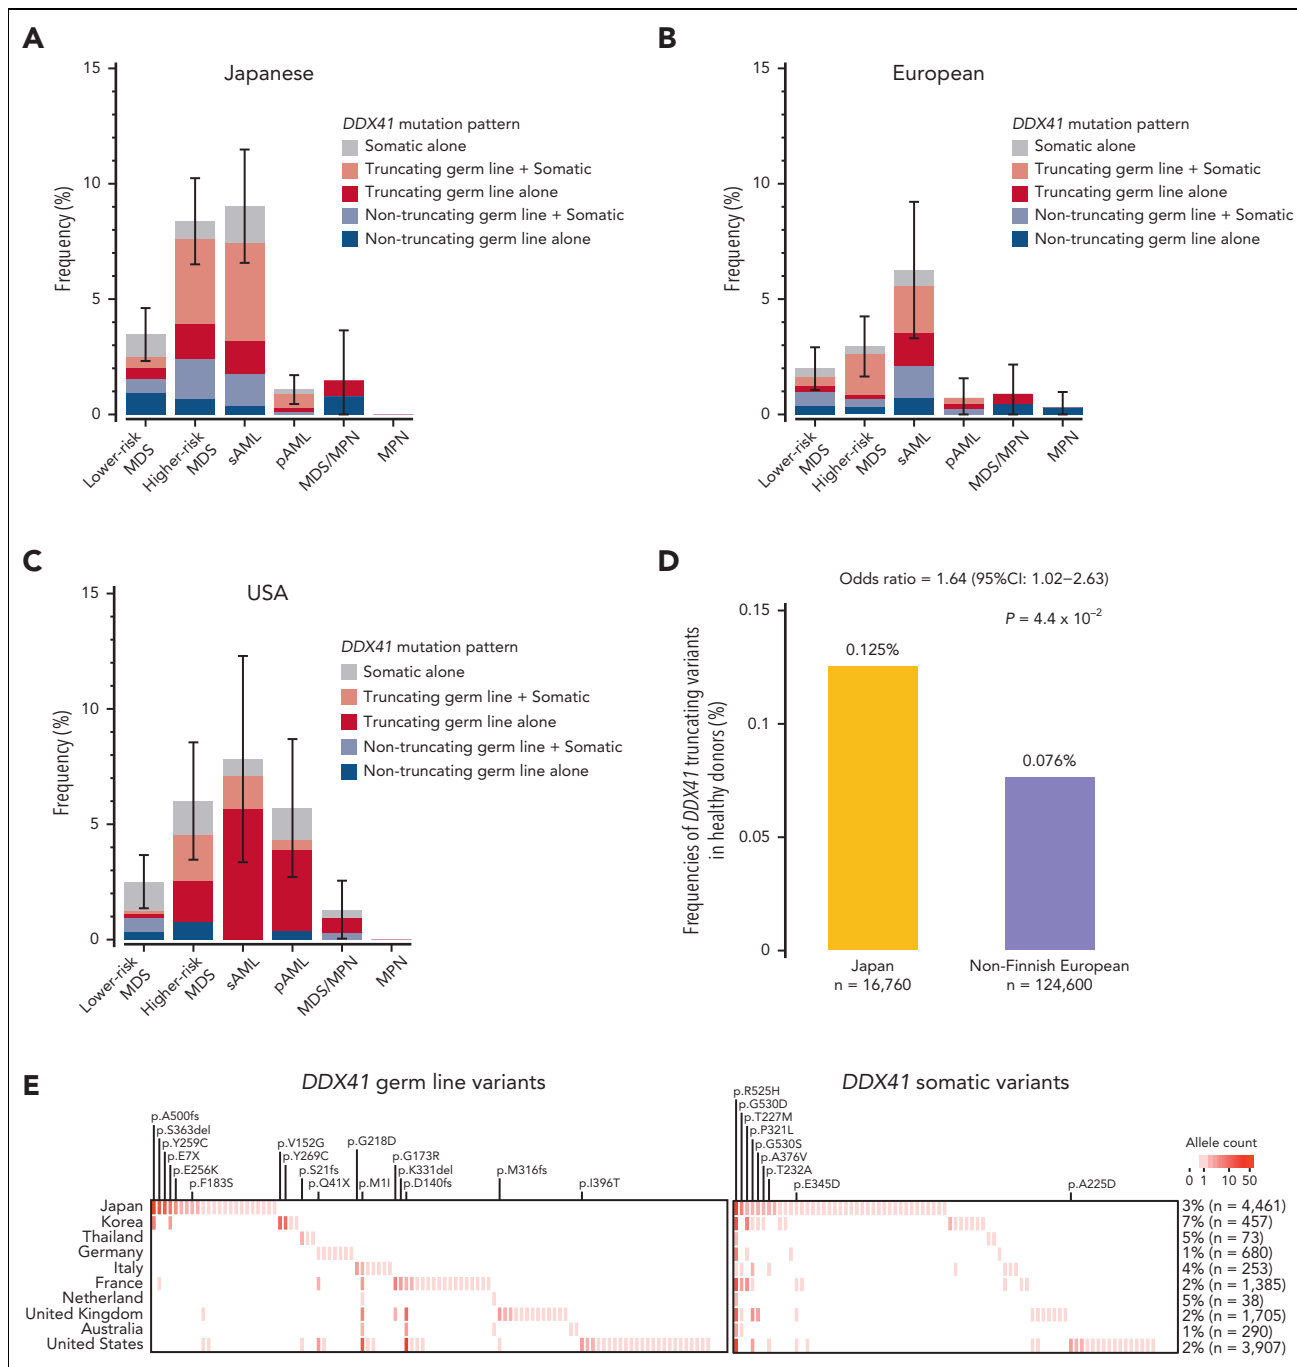 A
Japanese
15
10
5
0
Frequency (%)
DDX41 mutation pattern
Somatic alone
Truncating germ line + Somatic
Truncating germ line alone
Non-truncating germ line + Somatic
Non-truncating germ line alone
Lower-risk
MDS
Higher-risk
MDS
sAML
pAML
MDS/MPN
MPN
B
European
15
10
5
0
Frequency (%)
DDX41 mutation pattern
Somatic alone
Truncating germ line + Somatic
Truncating germ line alone
Non-truncating germ line + Somatic
Non-truncating germ line alone
Lower-risk
MDS
Higher-risk
MDS
sAML
pAML
MDS/MPN
MPN
C
USA
15
10
5
0
Frequency (%)
DDX41 mutation pattern
Somatic alone
Truncating germ line + Somatic
Truncating germ line alone
Non-truncating germ line + Somatic
Non-truncating germ line alone
Lower-risk
MDS
Higher-risk
MDS
sAML
pAML
MDS/MPN
MPN
D
Odds ratio = 1.64 (95%CI: 1.02–2.63)
P = 4.4 x 10⁻²
0.15
0.1
0.05
0
Frequencies of DDX41 truncating variants
in healthy donors (%)
0.125%
0.076%
Japan
n = 16,760
Non-Finnish European
n = 124,600
E
DDX41 germ line variants
p.A500fs
p.S363del
p.Y259C
p.E7X
p.E256K
p.F183S
p.V152G
p.Y269C
p.S21fs
p.Q41X
p.G218D
p.M1I
p.G173R
p.K331del
p.D140fs
p.M316fs
p.I396T
DDX41 somatic variants
p.R525H
p.G530D
p.T227M
p.P321L
p.G530S
p.A376V
p.T232A
p.E345D
p.A225D
Allele count
0 1 10 50
Japan 3% (n = 4,461)
Korea 7% (n = 457)
Thailand 5% (n = 73)
Germany 1% (n = 680)
Italy 4% (n = 253)
France 2% (n = 1,385)
Netherland 5% (n = 38)
United Kingdom 2% (n = 1,705)
Australia 1% (n = 290)
United States 2% (n = 3,907)